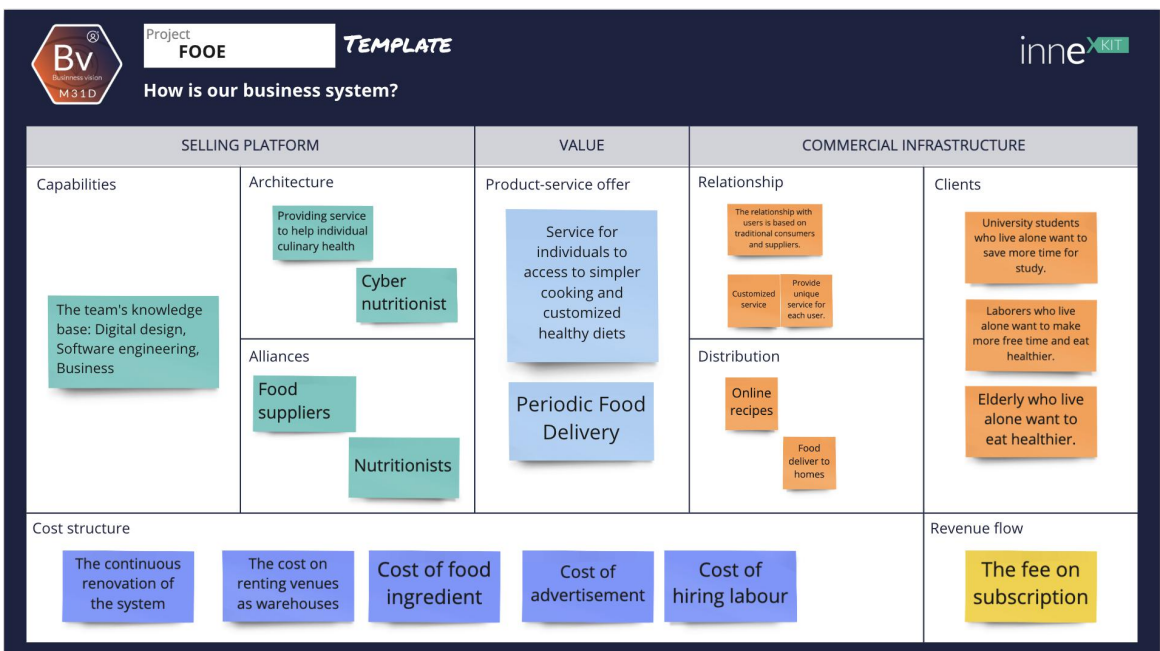 Bv
Businness vision
M31D
Project
FOOE
TEMPLATE
inneXKIT
How is our business system?
SELLING PLATFORM
VALUE
COMMERCIAL INFRASTRUCTURE
Capabilities
The team's knowledge
base: Digital design,
Software engineering,
Business
Architecture
Providing service
to help individual
culinary health
Cyber
nutritionist
Alliances
Food
suppliers
Nutritionists
Product-service offer
Service for
individuals to
access to simpler
cooking and
customized
healthy diets
Periodic Food
Delivery
Relationship
The relationship with
users is based on
traditional consumers
and suppliers.
Customized
service
Provide
unique
service for
each user.
Distribution
Online
recipes
Food
deliver to
homes
Clients
University students
who live alone want to
save more time for
study.
Laborers who live
alone want to make
more free time and eat
healthier.
Elderly who live
alone want to
eat healthier.
Cost structure
The continuous
renovation of
the system
The cost on
renting venues
as warehouses
Cost of food
ingredient
Cost of
advertisement
Cost of
hiring labour
Revenue flow
The fee on
subscription